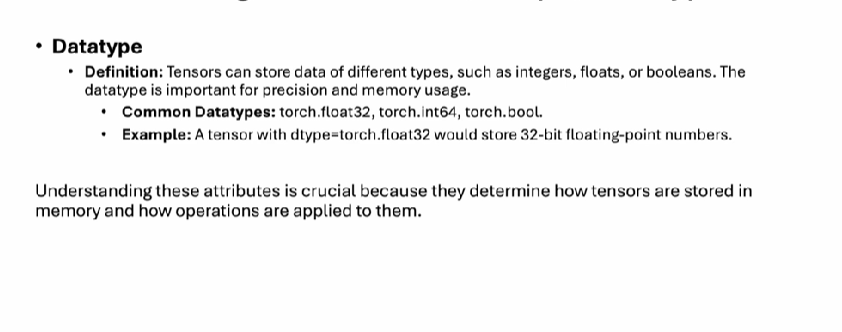 • Datatype
• Definition: Tensors can store data of different types, such as integers, floats, or booleans. The
datatype is important for precision and memory usage.
• Common Datatypes: torch.float32, torch.int64, torch.bool.
• Example: A tensor with dtype=torch.float32 would store 32-bit floating-point numbers.
Understanding these attributes is crucial because they determine how tensors are stored in
memory and how operations are applied to them.